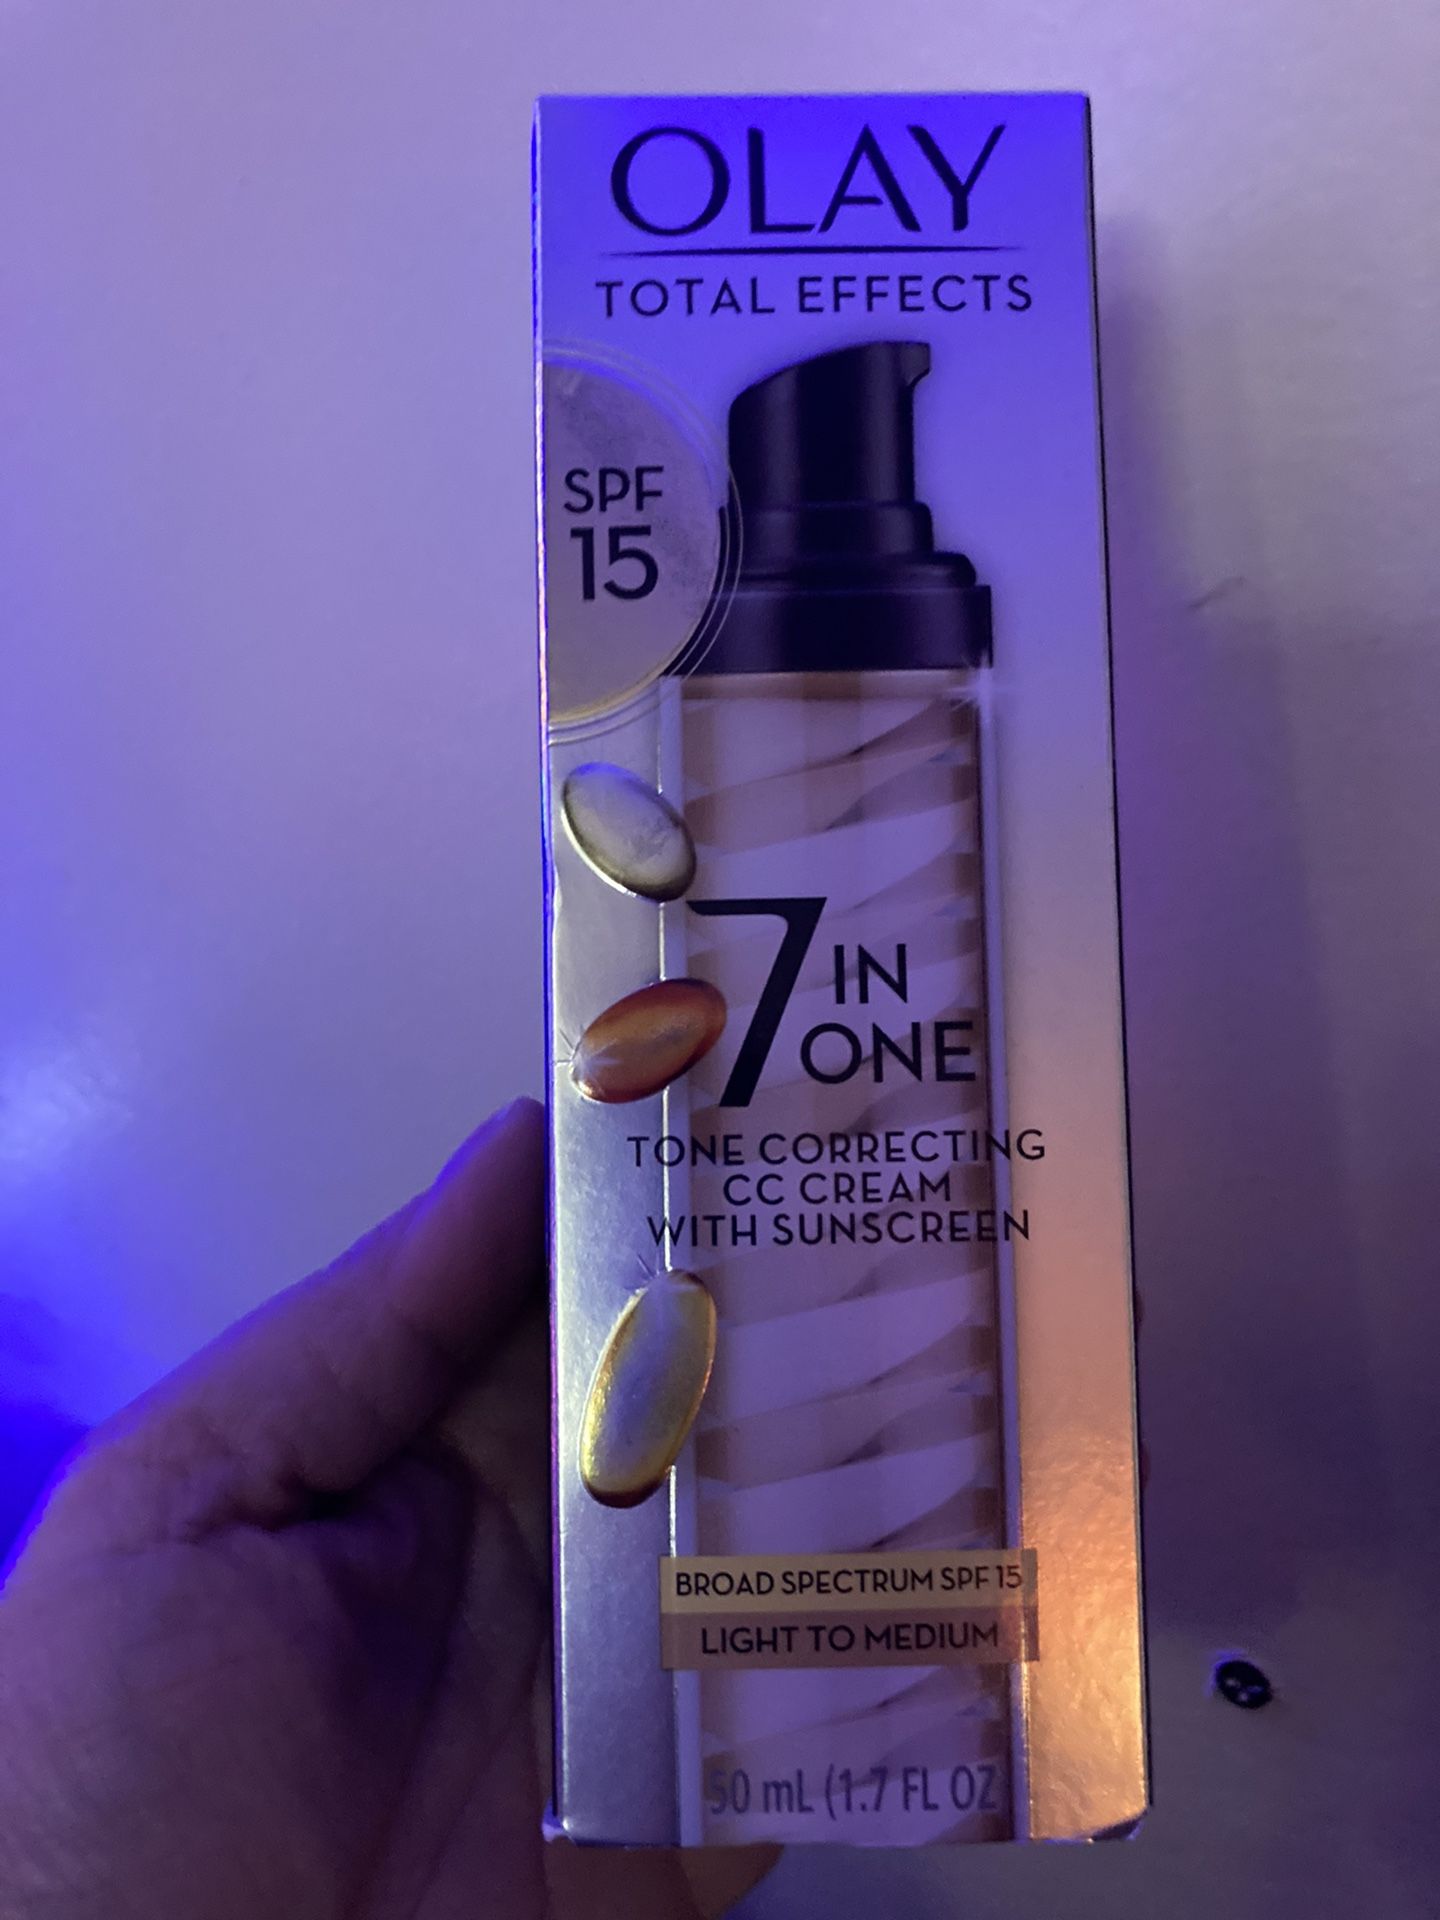 OLAY
TOTAL EFFECTS
SPF
15
7 IN
ONE
TONE CORRECTING
CC CREAM
WITH SUNSCREEN
BROAD SPECTRUM SPF 15
LIGHT TO MEDIUM
50 mL (1.7 FL OZ